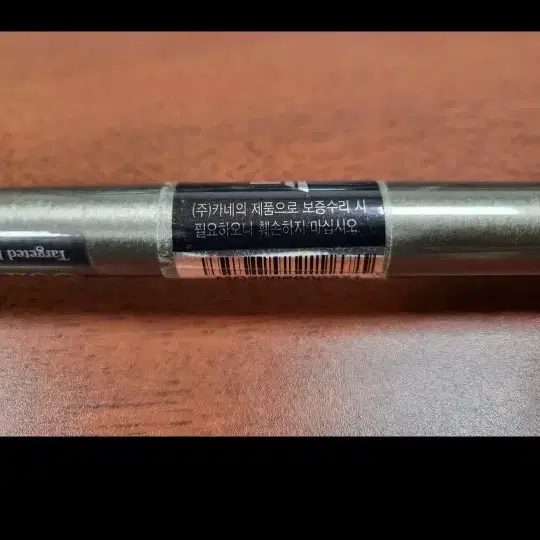 (주)카네의 제품으로 보증수리 시
필요하오니 훼손하지 마십시오.
Targeted